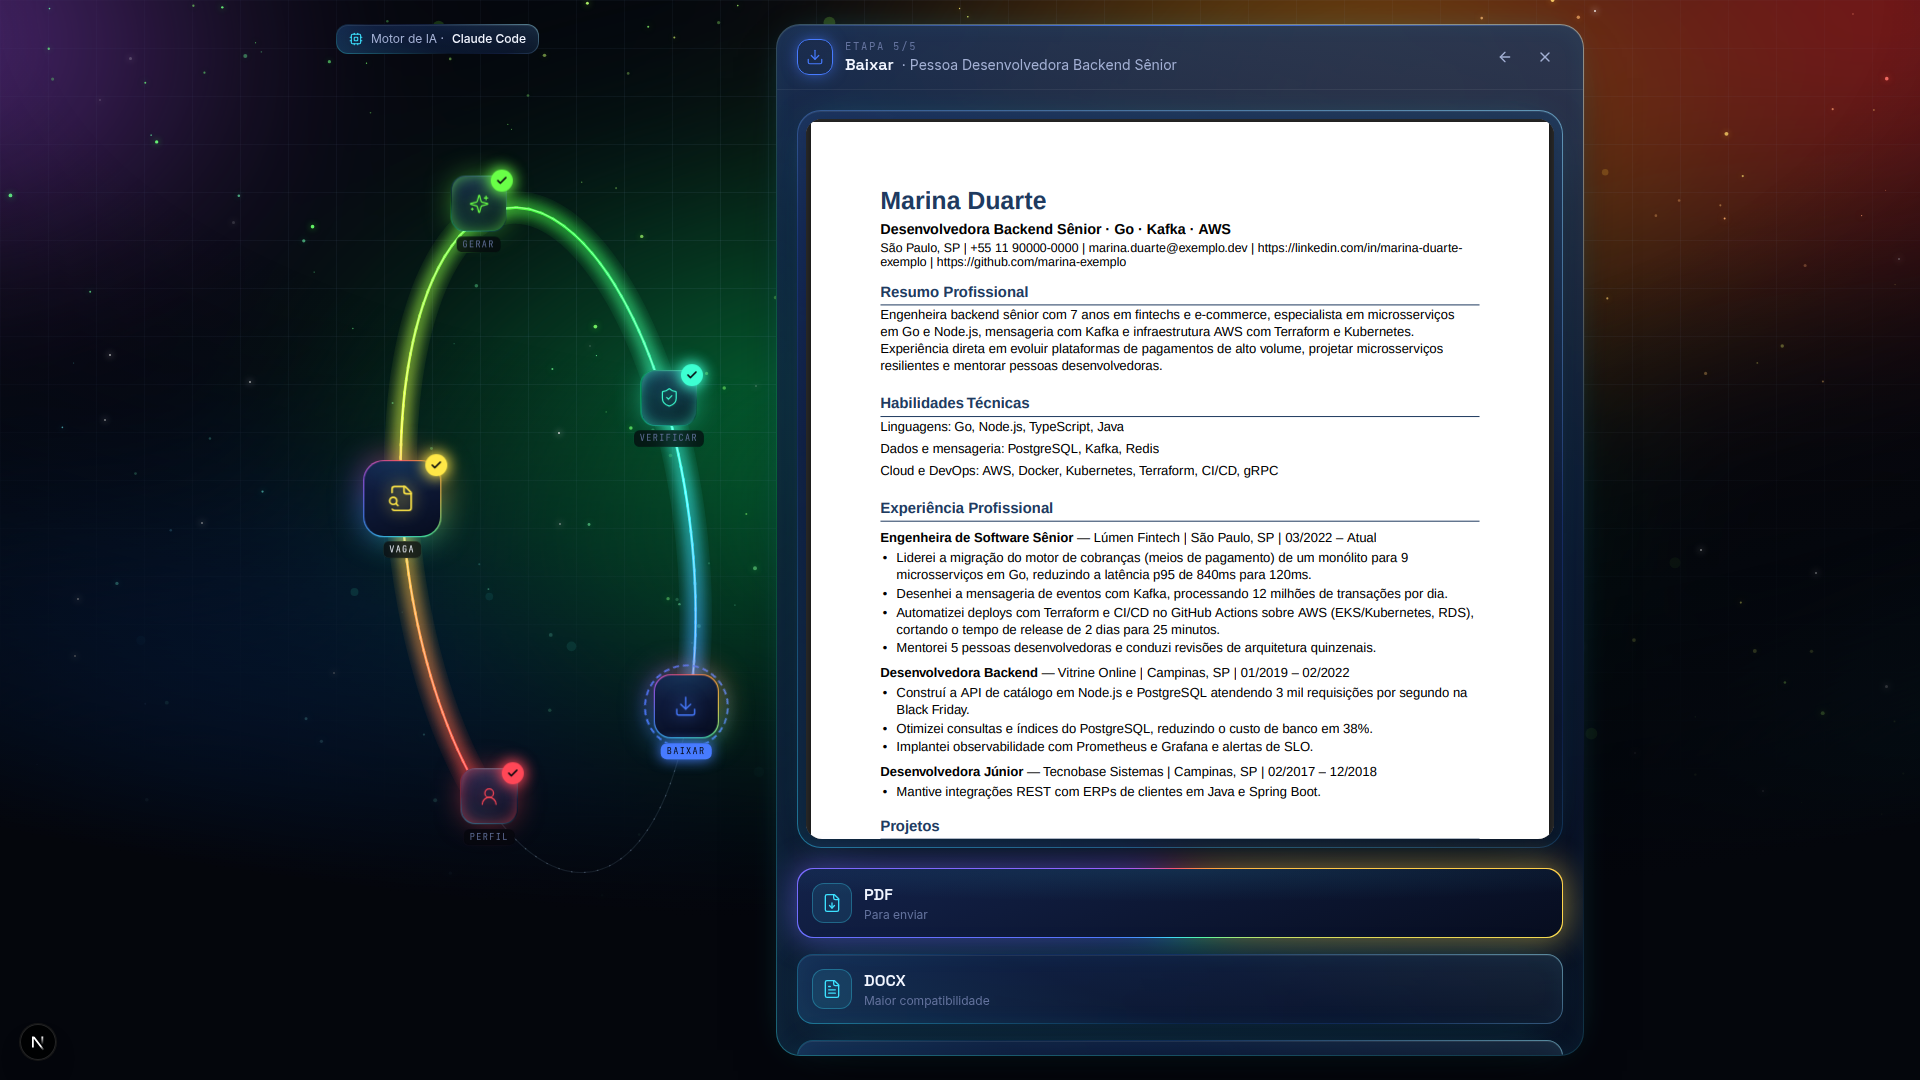 Motor de IA · Claude Code
GERAR
VERIFICAR
VAGA
BAIXAR
PERFIL
N
ETAPA 5/5
Baixar · Pessoa Desenvolvedora Backend Sênior
Marina Duarte
Desenvolvedora Backend Sênior · Go · Kafka · AWS
São Paulo, SP | +55 11 90000-0000 | marina.duarte@exemplo.dev | https://linkedin.com/in/marina-duarte-
exemplo | https://github.com/marina-exemplo
Resumo Profissional
Engenheira backend sênior com 7 anos em fintechs e e-commerce, especialista em microsserviços
em Go e Node.js, mensageria com Kafka e infraestrutura AWS com Terraform e Kubernetes.
Experiência direta em evoluir plataformas de pagamentos de alto volume, projetar microsserviços
resilientes e mentorar pessoas desenvolvedoras.
Habilidades Técnicas
Linguagens: Go, Node.js, TypeScript, Java
Dados e mensageria: PostgreSQL, Kafka, Redis
Cloud e DevOps: AWS, Docker, Kubernetes, Terraform, CI/CD, gRPC
Experiência Profissional
Engenheira de Software Sênior — Lúmen Fintech | São Paulo, SP | 03/2022 – Atual
• Liderei a migração do motor de cobranças (meios de pagamento) de um monólito para 9
microsserviços em Go, reduzindo a latência p95 de 840ms para 120ms.
• Desenhei a mensageria de eventos com Kafka, processando 12 milhões de transações por dia.
• Automatizei deploys com Terraform e CI/CD no GitHub Actions sobre AWS (EKS/Kubernetes, RDS),
cortando o tempo de release de 2 dias para 25 minutos.
• Mentorei 5 pessoas desenvolvedoras e conduzi revisões de arquitetura quinzenais.
Desenvolvedora Backend — Vitrine Online | Campinas, SP | 01/2019 – 02/2022
• Construí a API de catálogo em Node.js e PostgreSQL atendendo 3 mil requisições por segundo na
Black Friday.
• Otimizei consultas e índices do PostgreSQL, reduzindo o custo de banco em 38%.
• Implantei observabilidade com Prometheus e Grafana e alertas de SLO.
Desenvolvedora Júnior — Tecnobase Sistemas | Campinas, SP | 02/2017 – 12/2018
• Mantive integrações REST com ERPs de clientes em Java e Spring Boot.
Projetos
PDF
Para enviar
DOCX
Maior compatibilidade